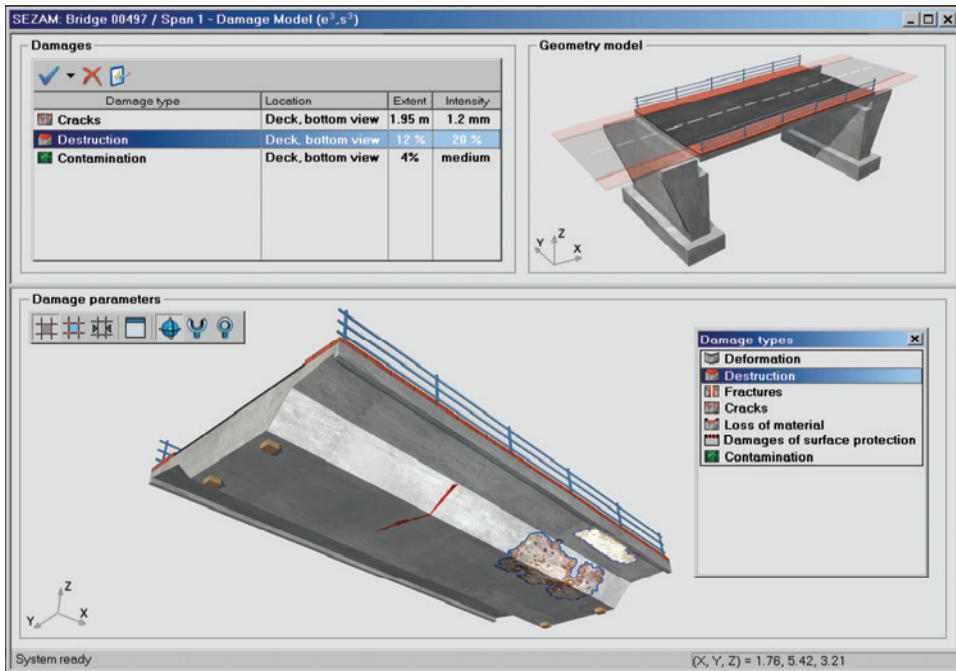 SEZAM: Bridge 00497 / Span 1 - Damage Model (e³,s³)
Damages
Damage type Location Extent Intensity
Cracks Deck, bottom view 1.95 m 1.2 mm
Destruction Deck, bottom view 12 % 20 %
Contamination Deck, bottom view 4% medium
Geometry model
Z
Y
X
Damage parameters
Damage types
Deformation
Destruction
Fractures
Cracks
Loss of material
Damages of surface protection
Contamination
Z
Y
X
System ready
(X, Y, Z) = 1.76, 5.42, 3.21